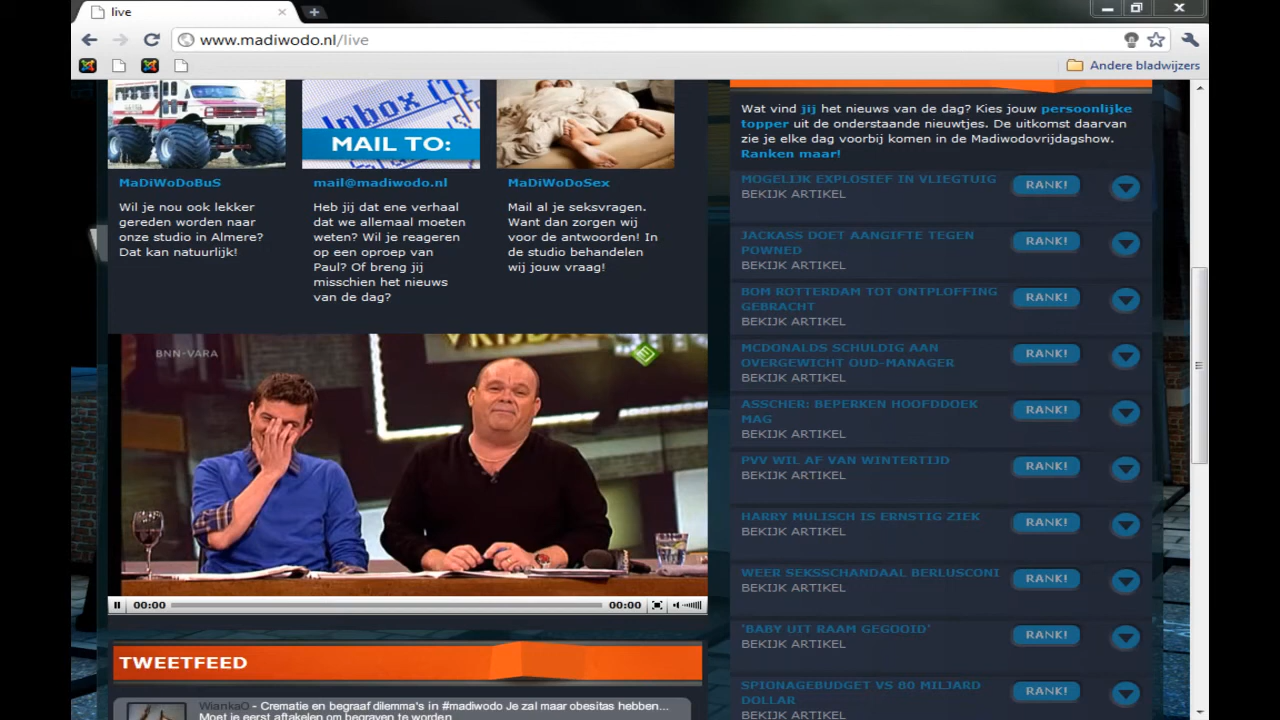 live
www.madiwodo.nl/live
Andere bladwijzers
Inbox (1)
MAIL TO:
MaDiWoDoBuS
Wil je nou ook lekker
gereden worden naar
onze studio in Almere?
Dat kan natuurlijk!
mail@madiwodo.nl
Heb jij dat ene verhaal
dat we allemaal moeten
weten? Wil je reageren
op een oproep van
Paul? Of breng jij
misschien het nieuws
van de dag?
MaDiWoDoSex
Mail al je seksvragen.
Want dan zorgen wij
voor de antwoorden! In
de studio behandelen
wij jouw vraag!
BNN-VARA
00:00
00:00
TWEETFEED
WiankaO - Crematie en begraaf dilemma's in #madiwodo Je zal maar obesitas hebben...
Moet je eerst aftakelen om begraven te worden
Wat vind jij het nieuws van de dag? Kies jouw persoonlijke
topper uit de onderstaande nieuwtjes. De uitkomst daarvan
zie je elke dag voorbij komen in de Madiwodovrijdagshow.
Ranken maar!
MOGELIJK EXPLOSIEF IN VLIEGTUIG
BEKIJK ARTIKEL
RANK!
JACKASS DOET AANGIFTE TEGEN
POWNED
BEKIJK ARTIKEL
RANK!
BOM ROTTERDAM TOT ONTPLOFFING
GEBRACHT
BEKIJK ARTIKEL
RANK!
MCDONALDS SCHULDIG AAN
OVERGEWICHT OUD-MANAGER
BEKIJK ARTIKEL
RANK!
ASSCHER: BEPERKEN HOOFDDOEK
MAG
BEKIJK ARTIKEL
RANK!
PVV WIL AF VAN WINTERTIJD
BEKIJK ARTIKEL
RANK!
HARRY MULISCH IS ERNSTIG ZIEK
BEKIJK ARTIKEL
RANK!
WEER SEKSSCHANDAAL BERLUSCONI
BEKIJK ARTIKEL
RANK!
'BABY UIT RAAM GEGOOID'
BEKIJK ARTIKEL
RANK!
SPIONAGEBUDGET VS 80 MILJARD
DOLLAR
BEKIJK ARTIKEL
RANK!